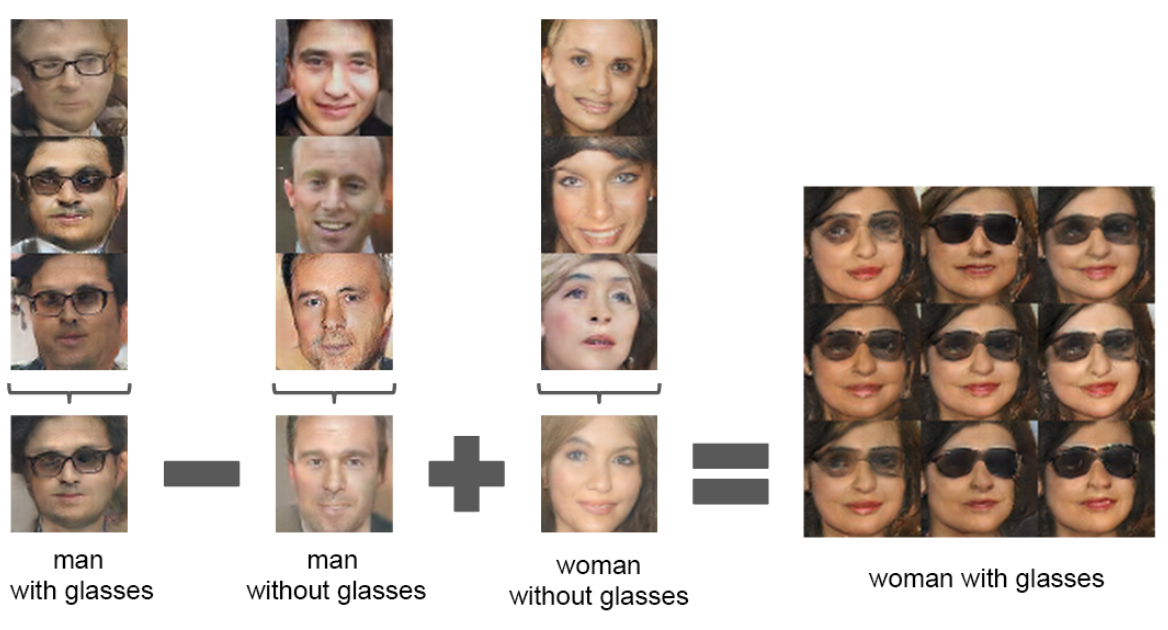 man
with glasses
man
without glasses
woman
without glasses
woman with glasses